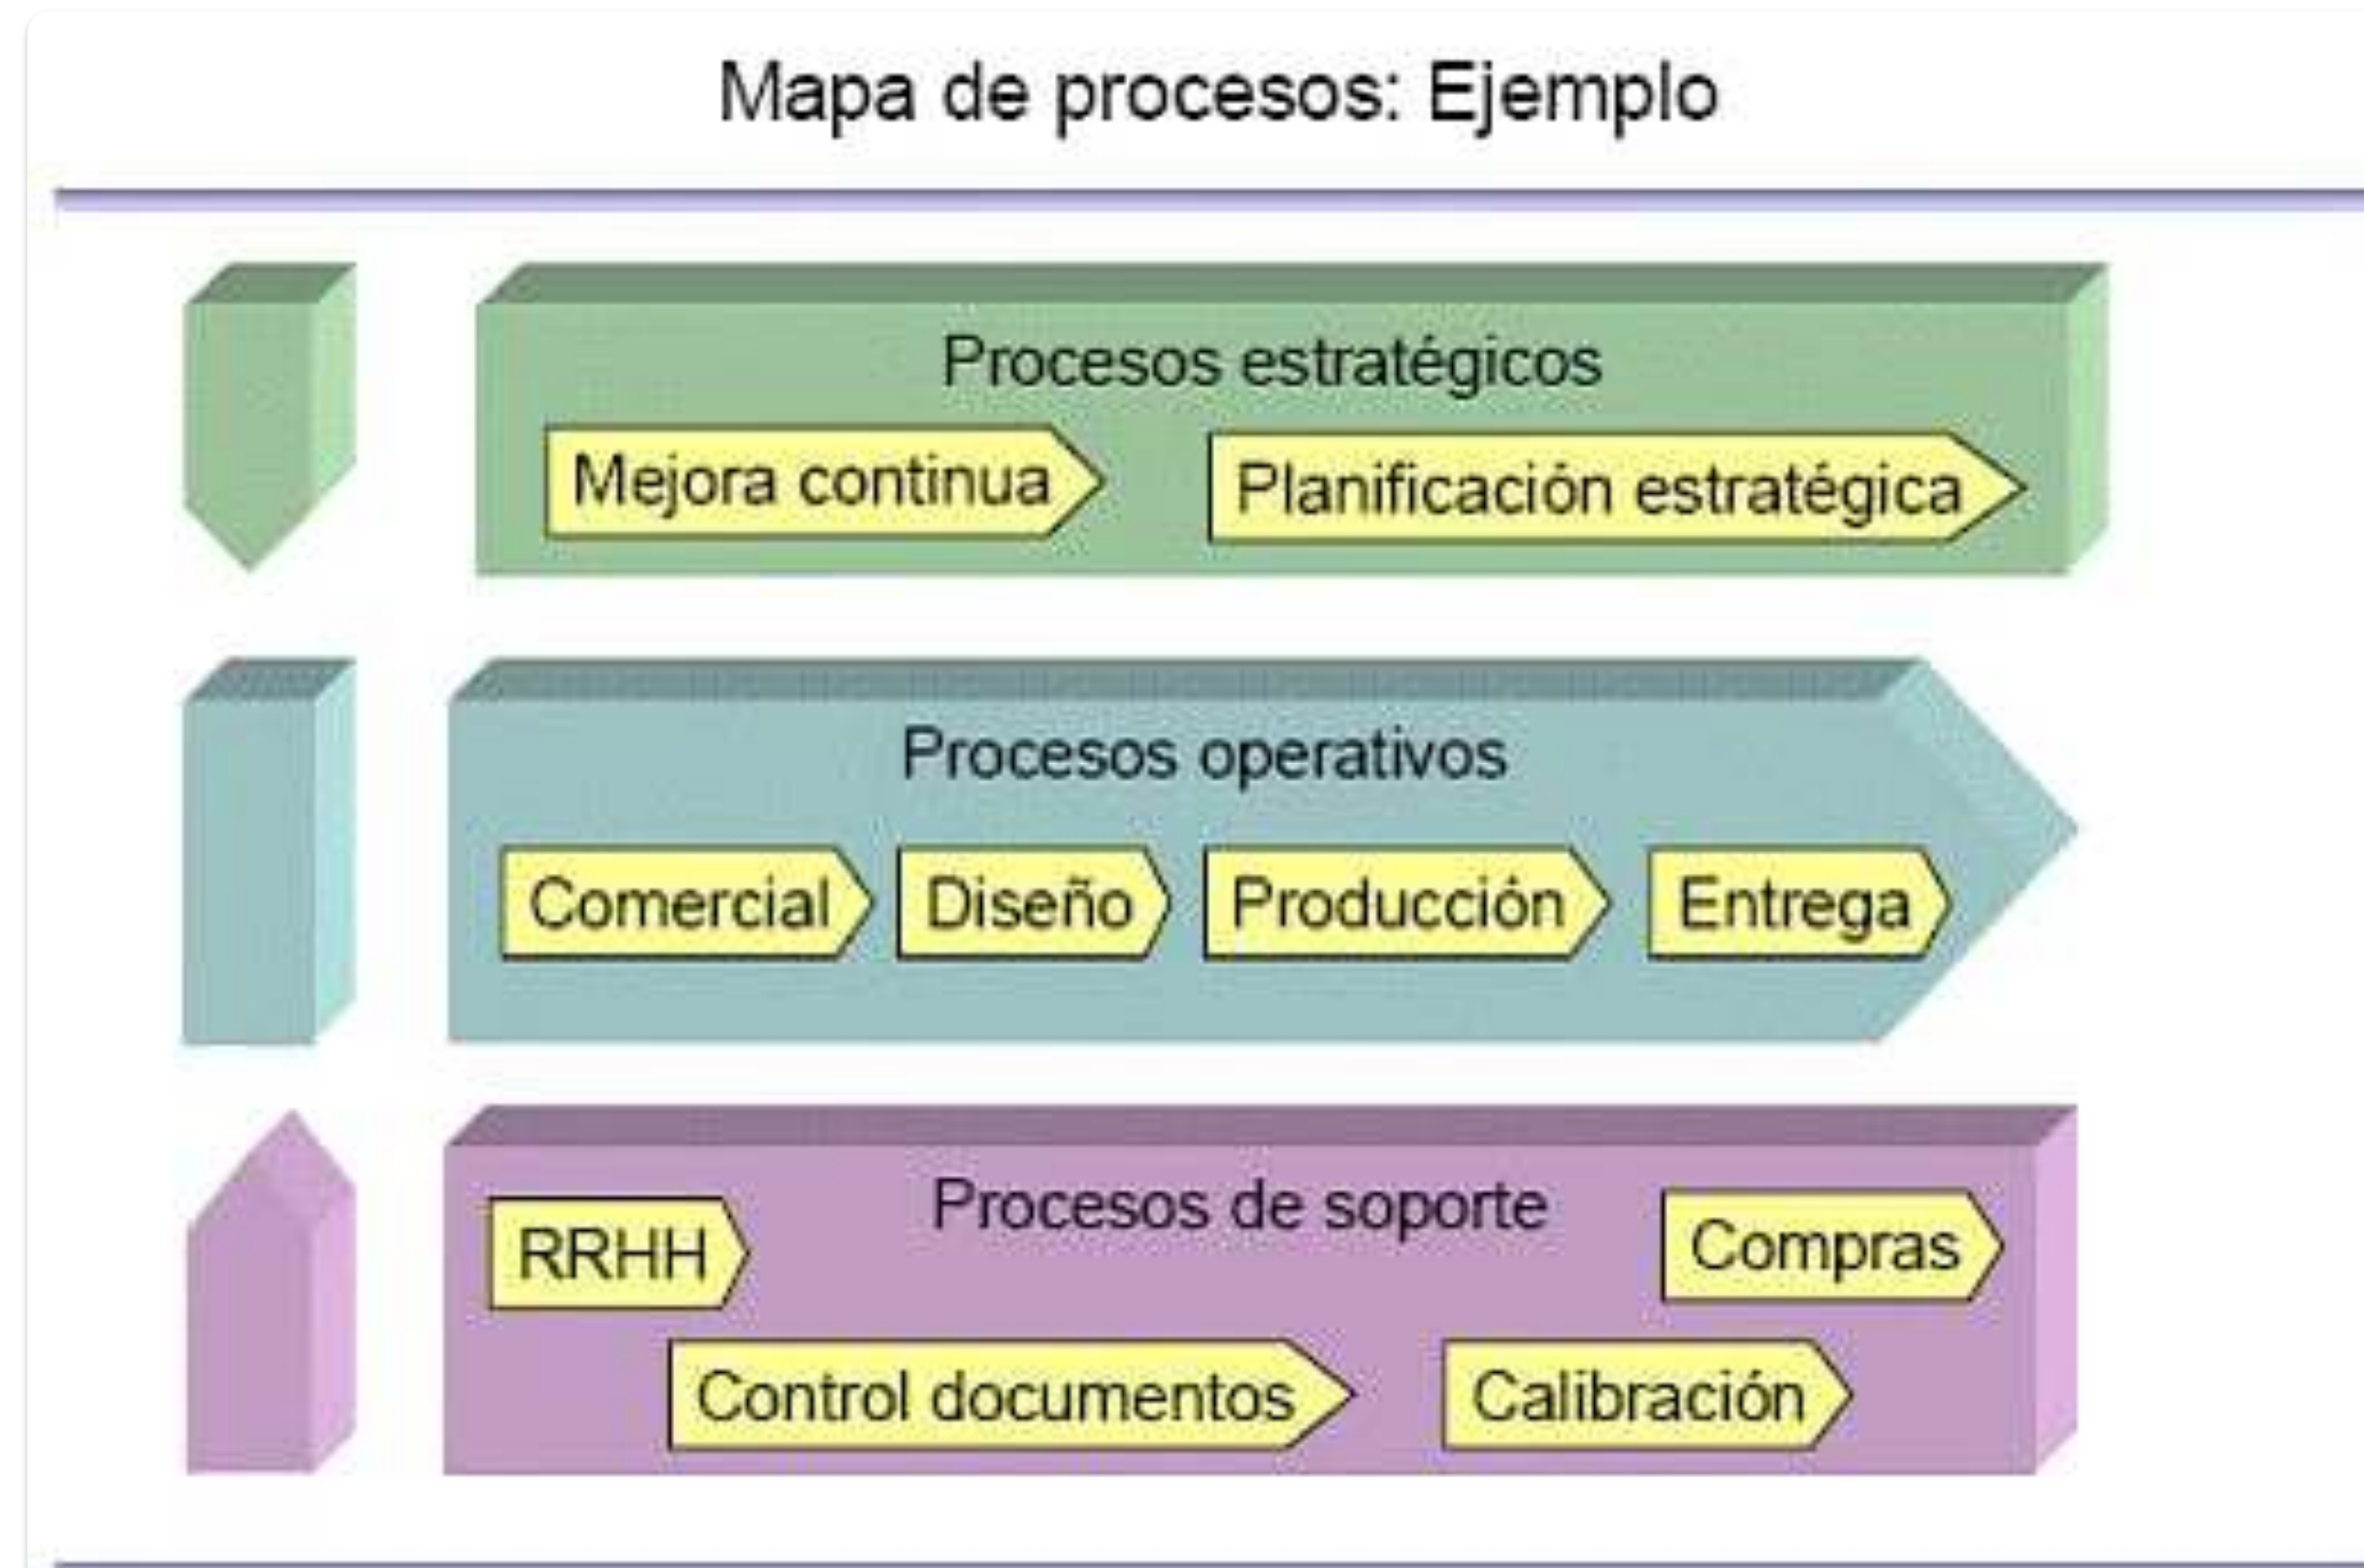 Mapa de procesos: Ejemplo
Procesos estratégicos
Mejora continua
Planificación estratégica
Procesos operativos
Comercial
Diseño
Producción
Entrega
Procesos de soporte
RRHH
Compras
Control documentos
Calibración